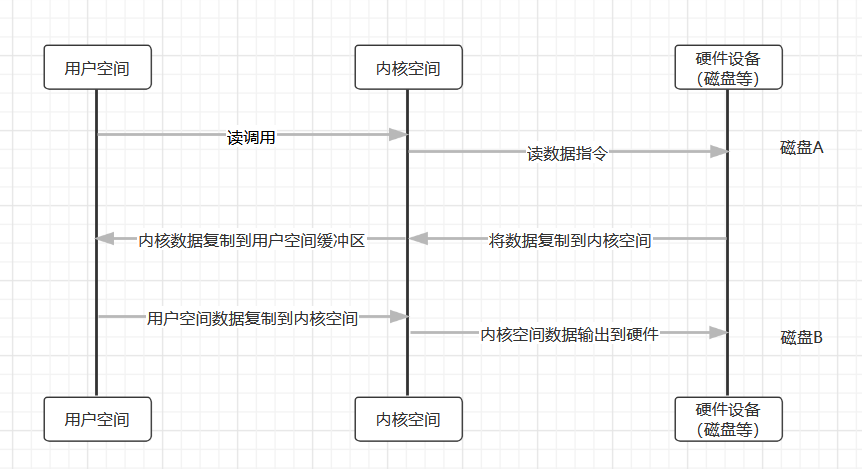 用户空间
内核空间
硬件设备
（磁盘等）
读调用
读数据指令
磁盘A
内核数据复制到用户空间缓冲区
将数据复制到内核空间
用户空间数据复制到内核空间
内核空间数据输出到硬件
磁盘B
用户空间
内核空间
硬件设备
（磁盘等）